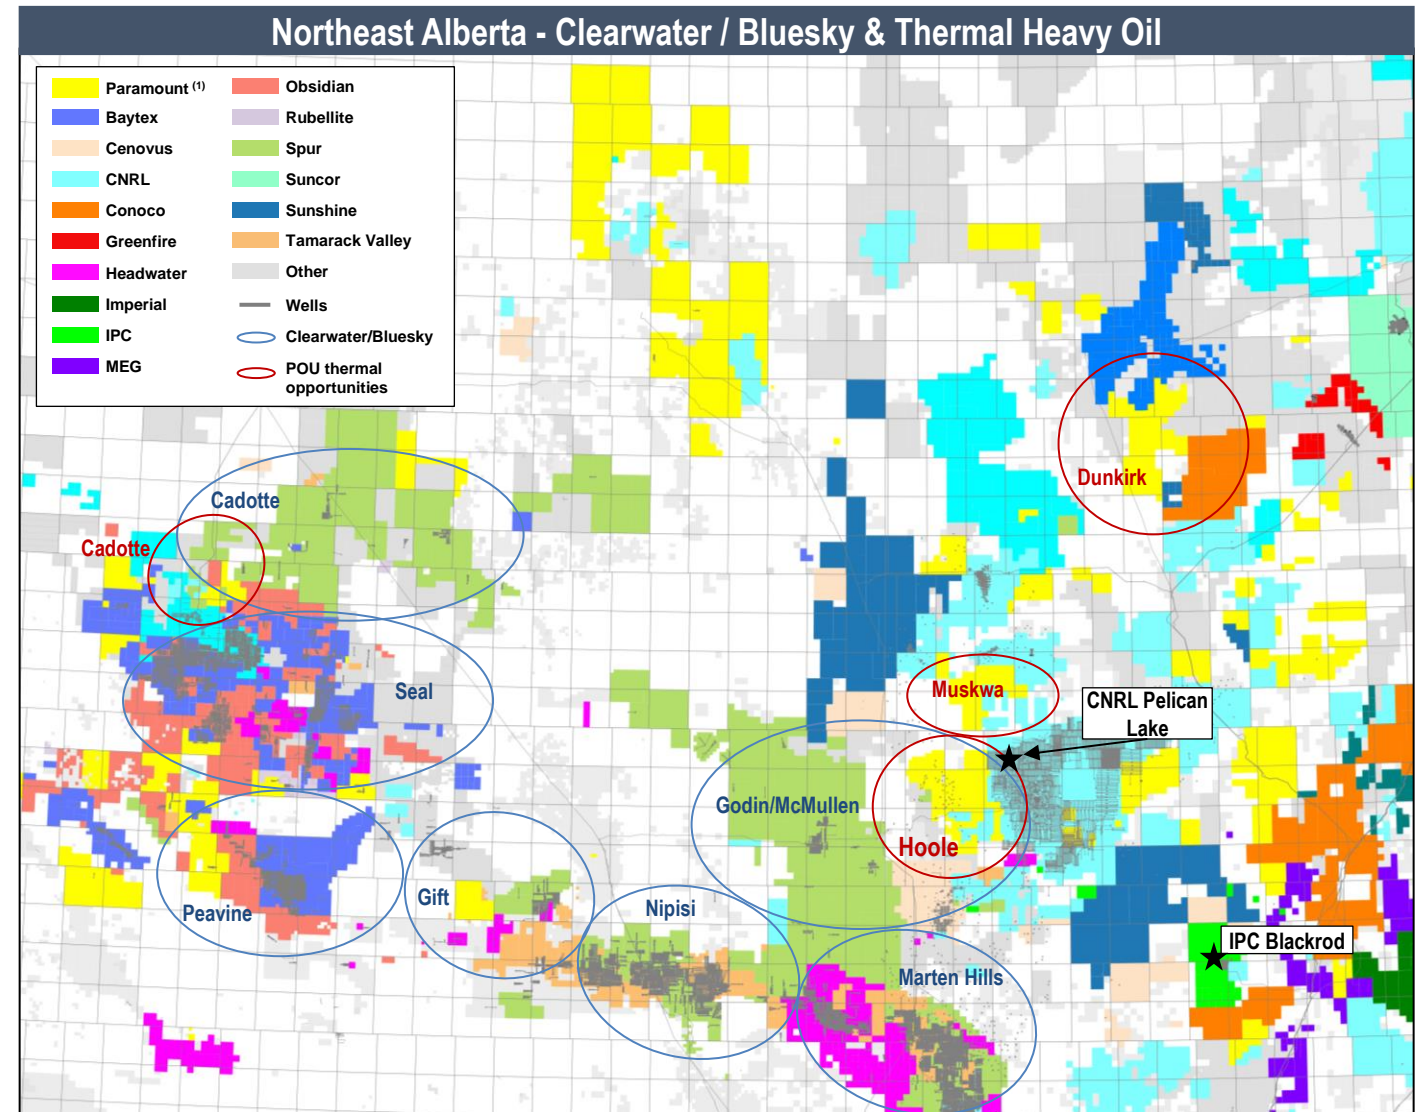 Northeast Alberta - Clearwater / Bluesky & Thermal Heavy Oil
Paramount (1)
Baytex
Cenovus
CNRL
Conoco
Greenfire
Headwater
Imperial
IPC
MEG
Obsidian
Rubellite
Spur
Suncor
Sunshine
Tamarack Valley
Other
Wells
Clearwater/Bluesky
POU thermal
opportunities
Dunkirk
Cadotte
Cadotte
Seal
Muskwa
CNRL Pelican
Lake
Godin/McMullen
Hoole
Gift
Peavine
Nipisi
IPC Blackrod
Marten Hills